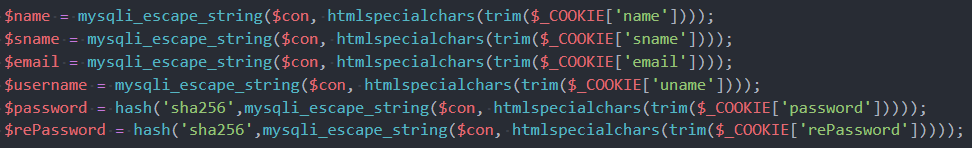 $name = mysqli_escape_string($con, htmlspecialchars(trim($_COOKIE['name'])));
$sname = mysqli_escape_string($con, htmlspecialchars(trim($_COOKIE['sname'])));
$email = mysqli_escape_string($con, htmlspecialchars(trim($_COOKIE['email'])));
$username = mysqli_escape_string($con, htmlspecialchars(trim($_COOKIE['uname'])));
$password = hash('sha256',mysqli_escape_string($con, htmlspecialchars(trim($_COOKIE['password']))));
$rePassword = hash('sha256',mysqli_escape_string($con, htmlspecialchars(trim($_COOKIE['rePassword']))));